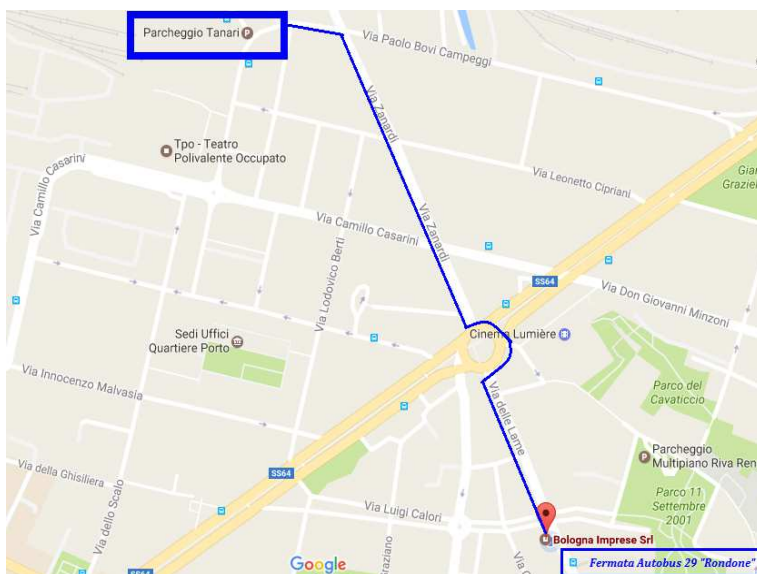 Parcheggio Tanari
Via Paolo Bovi Campeggi
Via Zanardi
Tpo - Teatro
Polivalente Occupato
Via Leonetto Cipriani
Via Camillo Casarini
Via Zanardi
Via Camillo Casarini
Via Lodovico Berti
SS64
Via Don Giovanni Minzoni
Sedi Uffici
Quartiere Porto
Cinema Lumière
Via Innocenzo Malvasia
Via delle Lame
Parco del
Cavaticcio
Parcheggio
Multipiano Riva Ren
Via della Ghisiliera
SS64
Via dello Scalo
Via Luigi Calori
Parco 11
Settembre
2001
Bologna Imprese Srl
Google
Fermata Autobus 29 "Rondone"